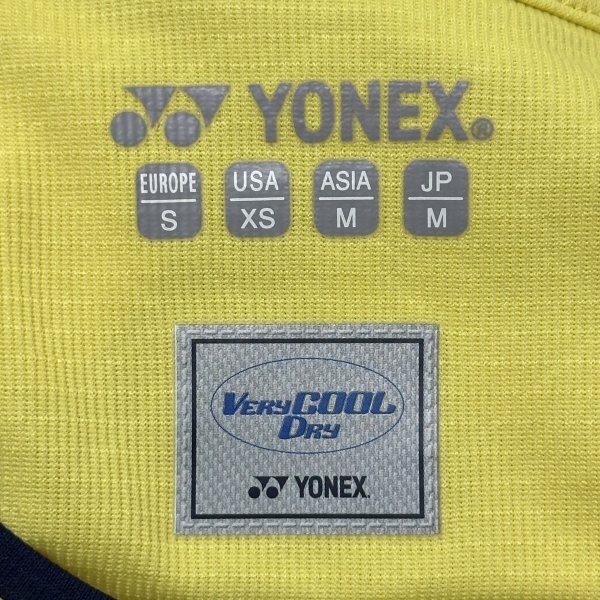 YONEX®
EUROPE USA ASIA JP
S XS M M
VERY COOL
DRY
YONEX®